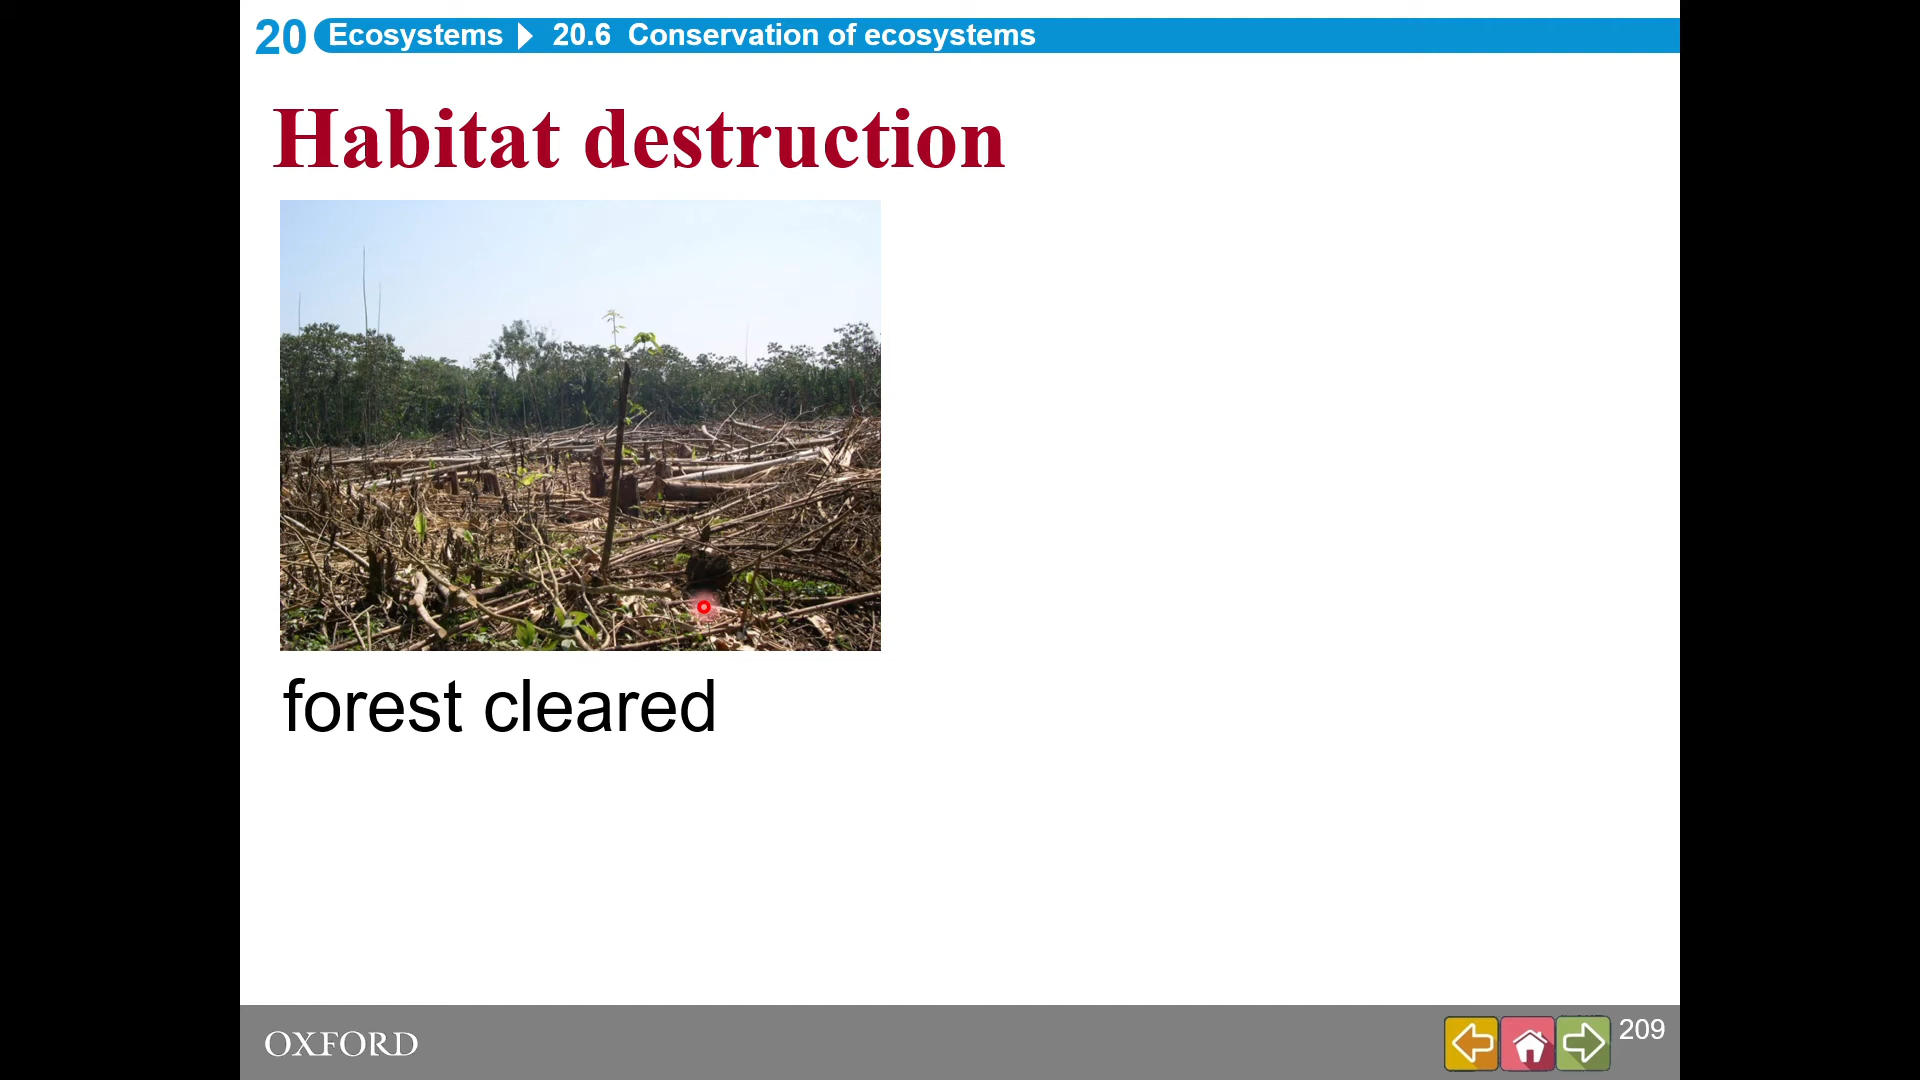 20 Ecosystems 20.6 Conservation of ecosystems
Habitat destruction
forest cleared
OXFORD
209